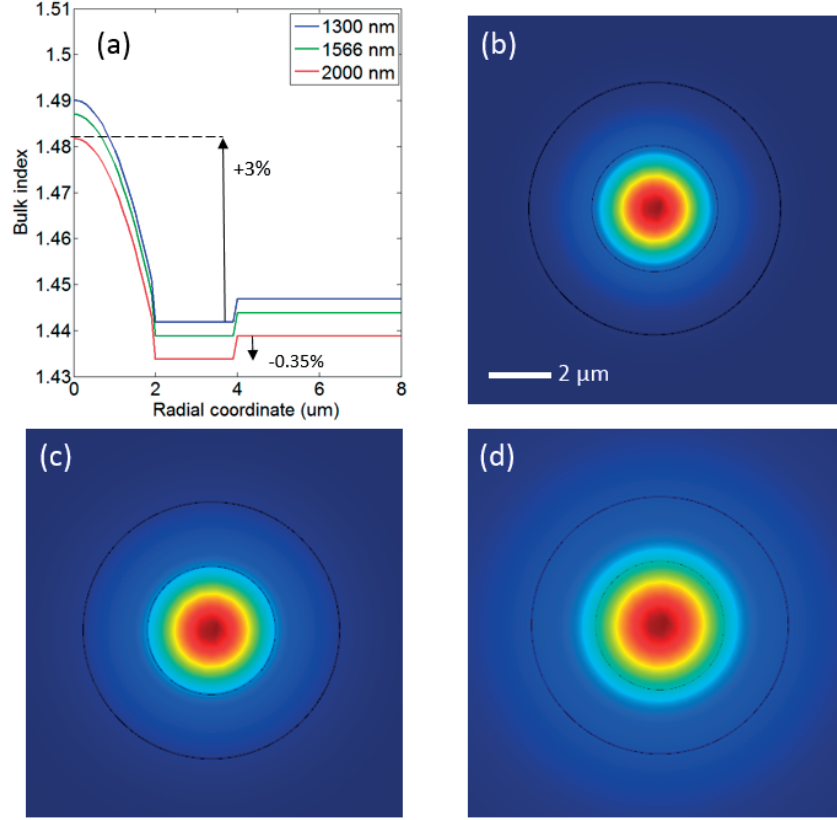 (a)
1300 nm
1566 nm
2000 nm
1.51
1.5
1.49
1.48
1.47
1.46
1.45
1.44
1.43
Bulk index
+3%
-0.35%
0
2
4
6
8
Radial coordinate (um)
(b)
2 µm
(c)
(d)